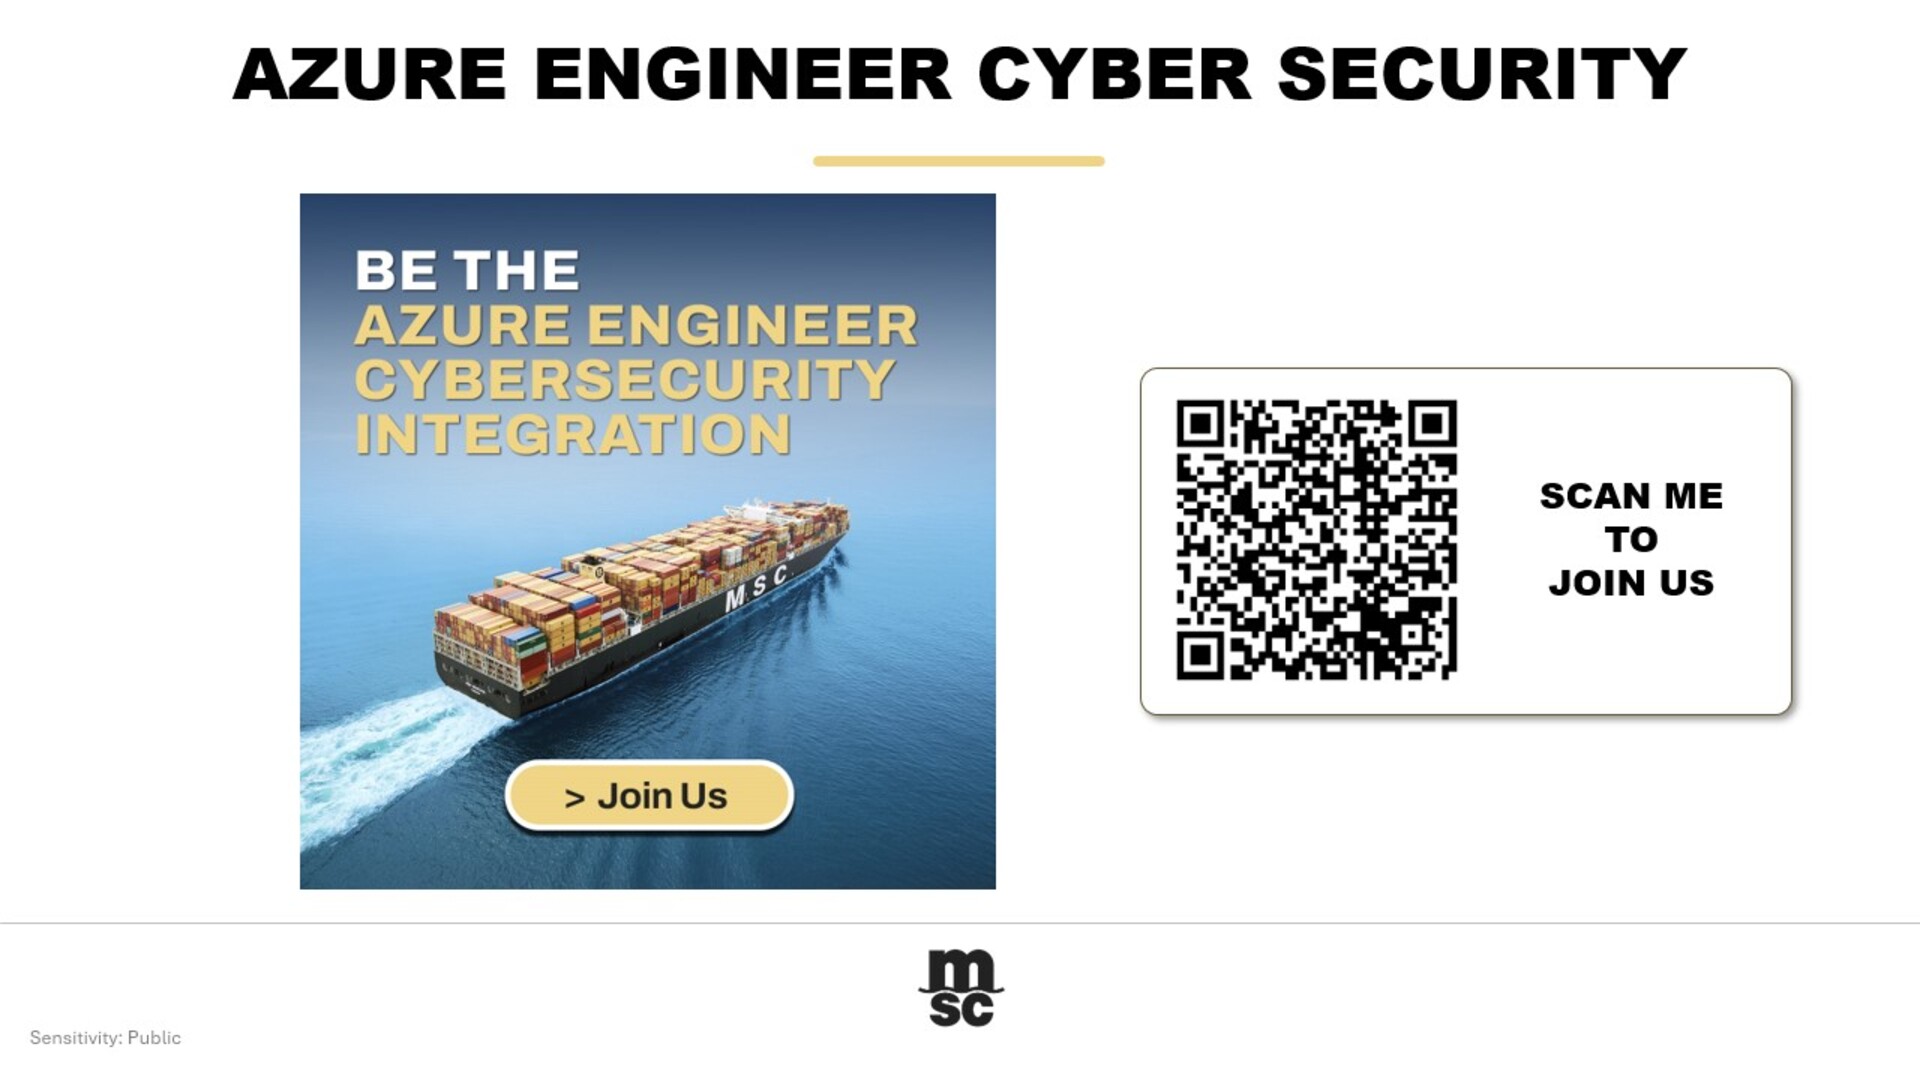 AZURE ENGINEER CYBER SECURITY
BE THE
AZURE ENGINEER
CYBERSECURITY
INTEGRATION
MSC
> Join Us
SCAN ME
TO
JOIN US
m
sc
Sensitivity: Public